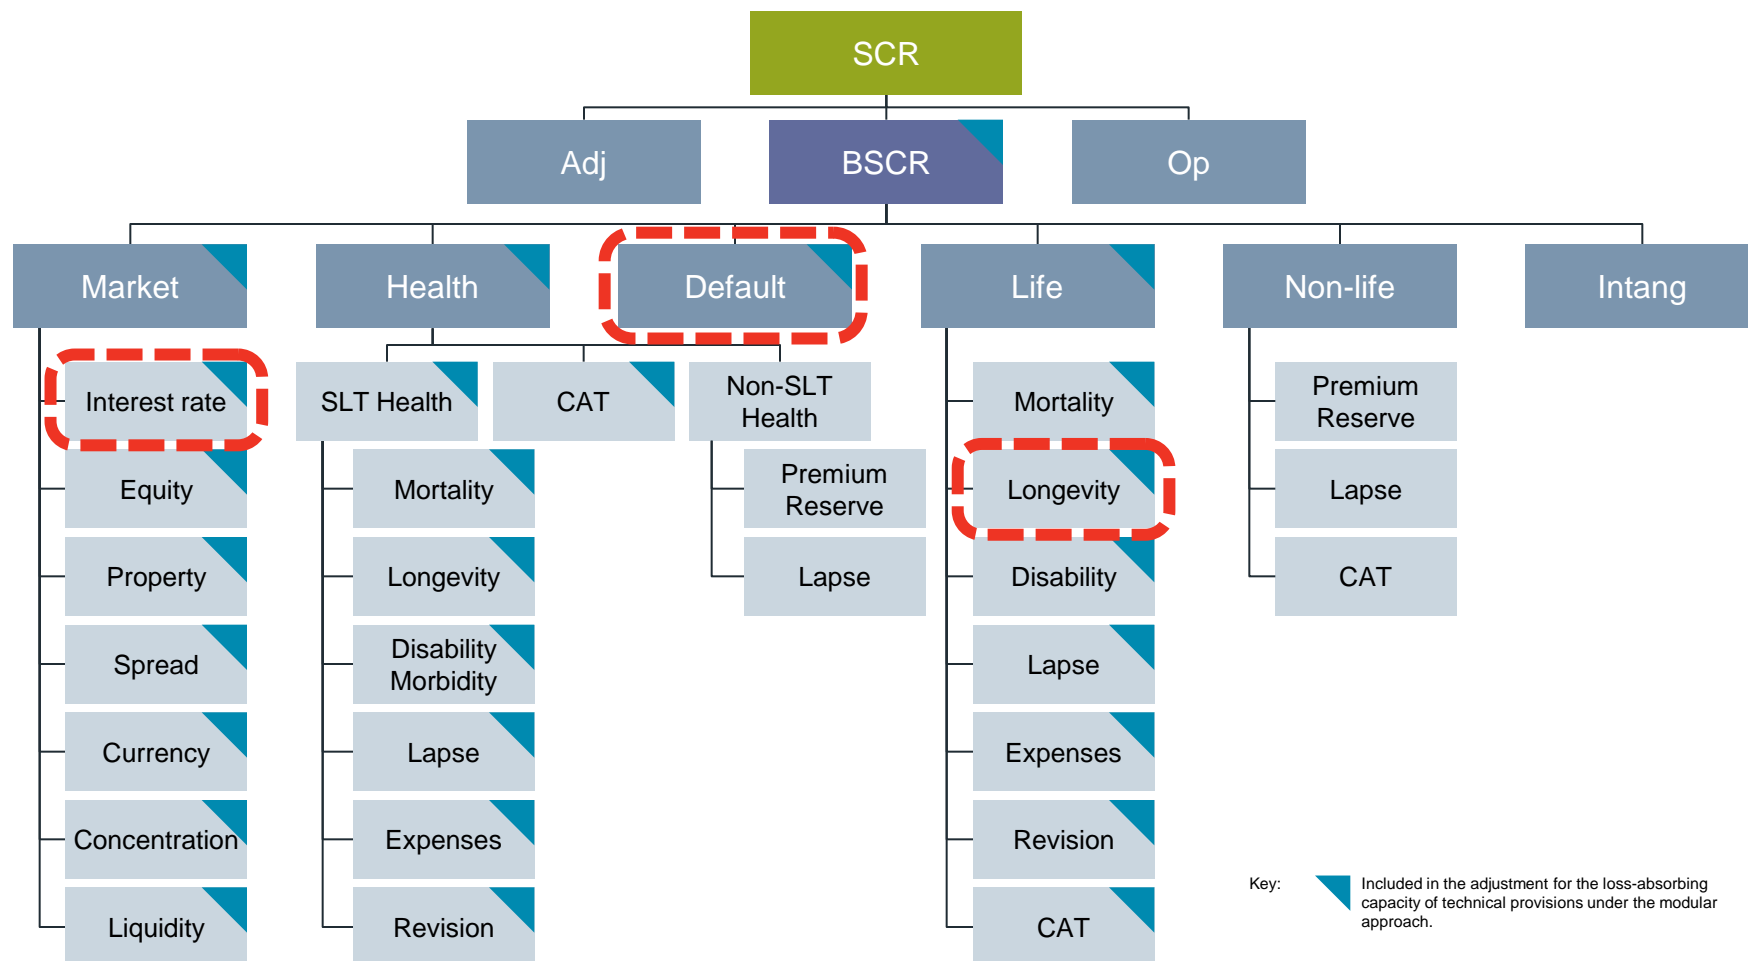 SCR
Adj
BSCR
Op
Market
Health
Default
Life
Non-life
Intang
Interest rate
Equity
Property
Spread
Currency
Concentration
Liquidity
SLT Health
CAT
Non-SLT
Health
Mortality
Longevity
Disability
Morbidity
Lapse
Expenses
Revision
Premium
Reserve
Lapse
Mortality
Longevity
Disability
Lapse
Expenses
Revision
CAT
Premium
Reserve
Lapse
CAT
Key:
Included in the adjustment for the loss-absorbing
capacity of technical provisions under the modular
approach.